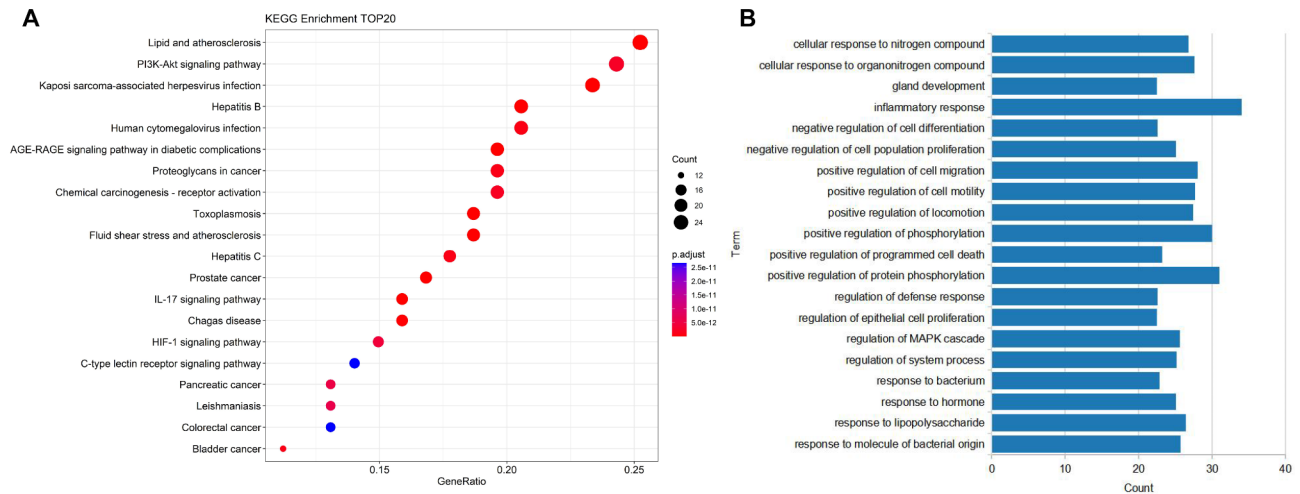 A
KEGG Enrichment TOP20
Lipid and atherosclerosis
PI3K-Akt signaling pathway
Kaposi sarcoma-associated herpesvirus infection
Hepatitis B
Human cytomegalovirus infection
AGE-RAGE signaling pathway in diabetic complications
Proteoglycans in cancer
Chemical carcinogenesis - receptor activation
Toxoplasmosis
Fluid shear stress and atherosclerosis
Hepatitis C
Prostate cancer
IL-17 signaling pathway
Chagas disease
HIF-1 signaling pathway
C-type lectin receptor signaling pathway
Pancreatic cancer
Leishmaniasis
Colorectal cancer
Bladder cancer
0.15 0.20 0.25
GeneRatio
Count
12
16
20
24
p.adjust
2.5e-11
2.0e-11
1.5e-11
1.0e-11
5.0e-12
B
Term
cellular response to nitrogen compound
cellular response to organonitrogen compound
gland development
inflammatory response
negative regulation of cell differentiation
negative regulation of cell population proliferation
positive regulation of cell migration
positive regulation of cell motility
positive regulation of locomotion
positive regulation of phosphorylation
positive regulation of programmed cell death
positive regulation of protein phosphorylation
regulation of defense response
regulation of epithelial cell proliferation
regulation of MAPK cascade
regulation of system process
response to bacterium
response to hormone
response to lipopolysaccharide
response to molecule of bacterial origin
0 10 20 30 40
Count